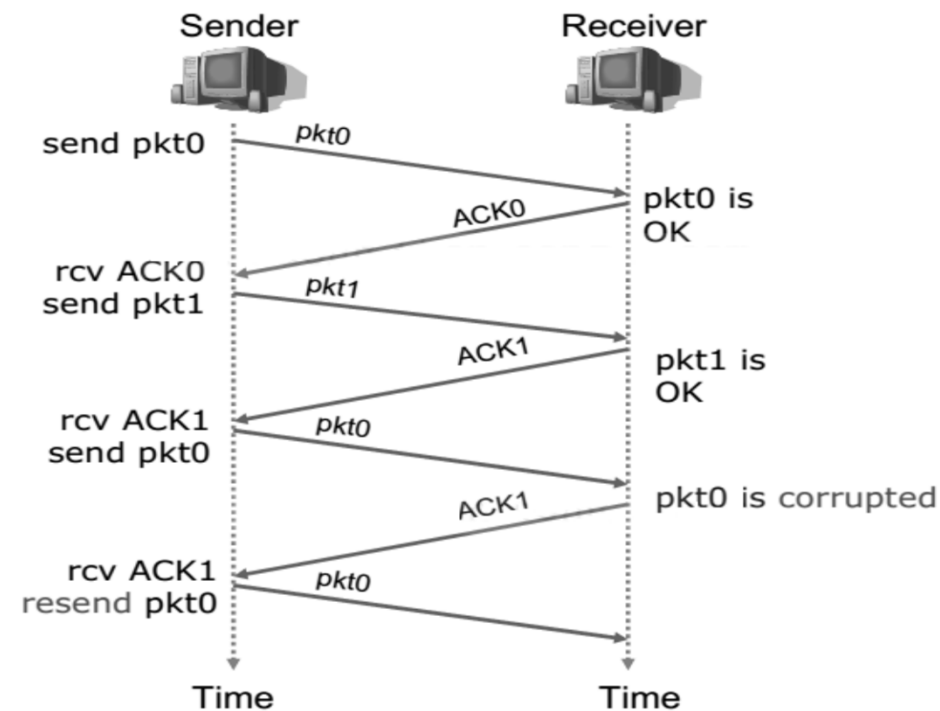 Sender
Receiver
send pkt0
pkt0
pkt0 is
OK
ACK0
rcv ACK0
send pkt1
pkt1
ACK1
pkt1 is
OK
rcv ACK1
send pkt0
pkt0
pkt0 is corrupted
ACK1
rcv ACK1
resend pkt0
pkt0
Time
Time